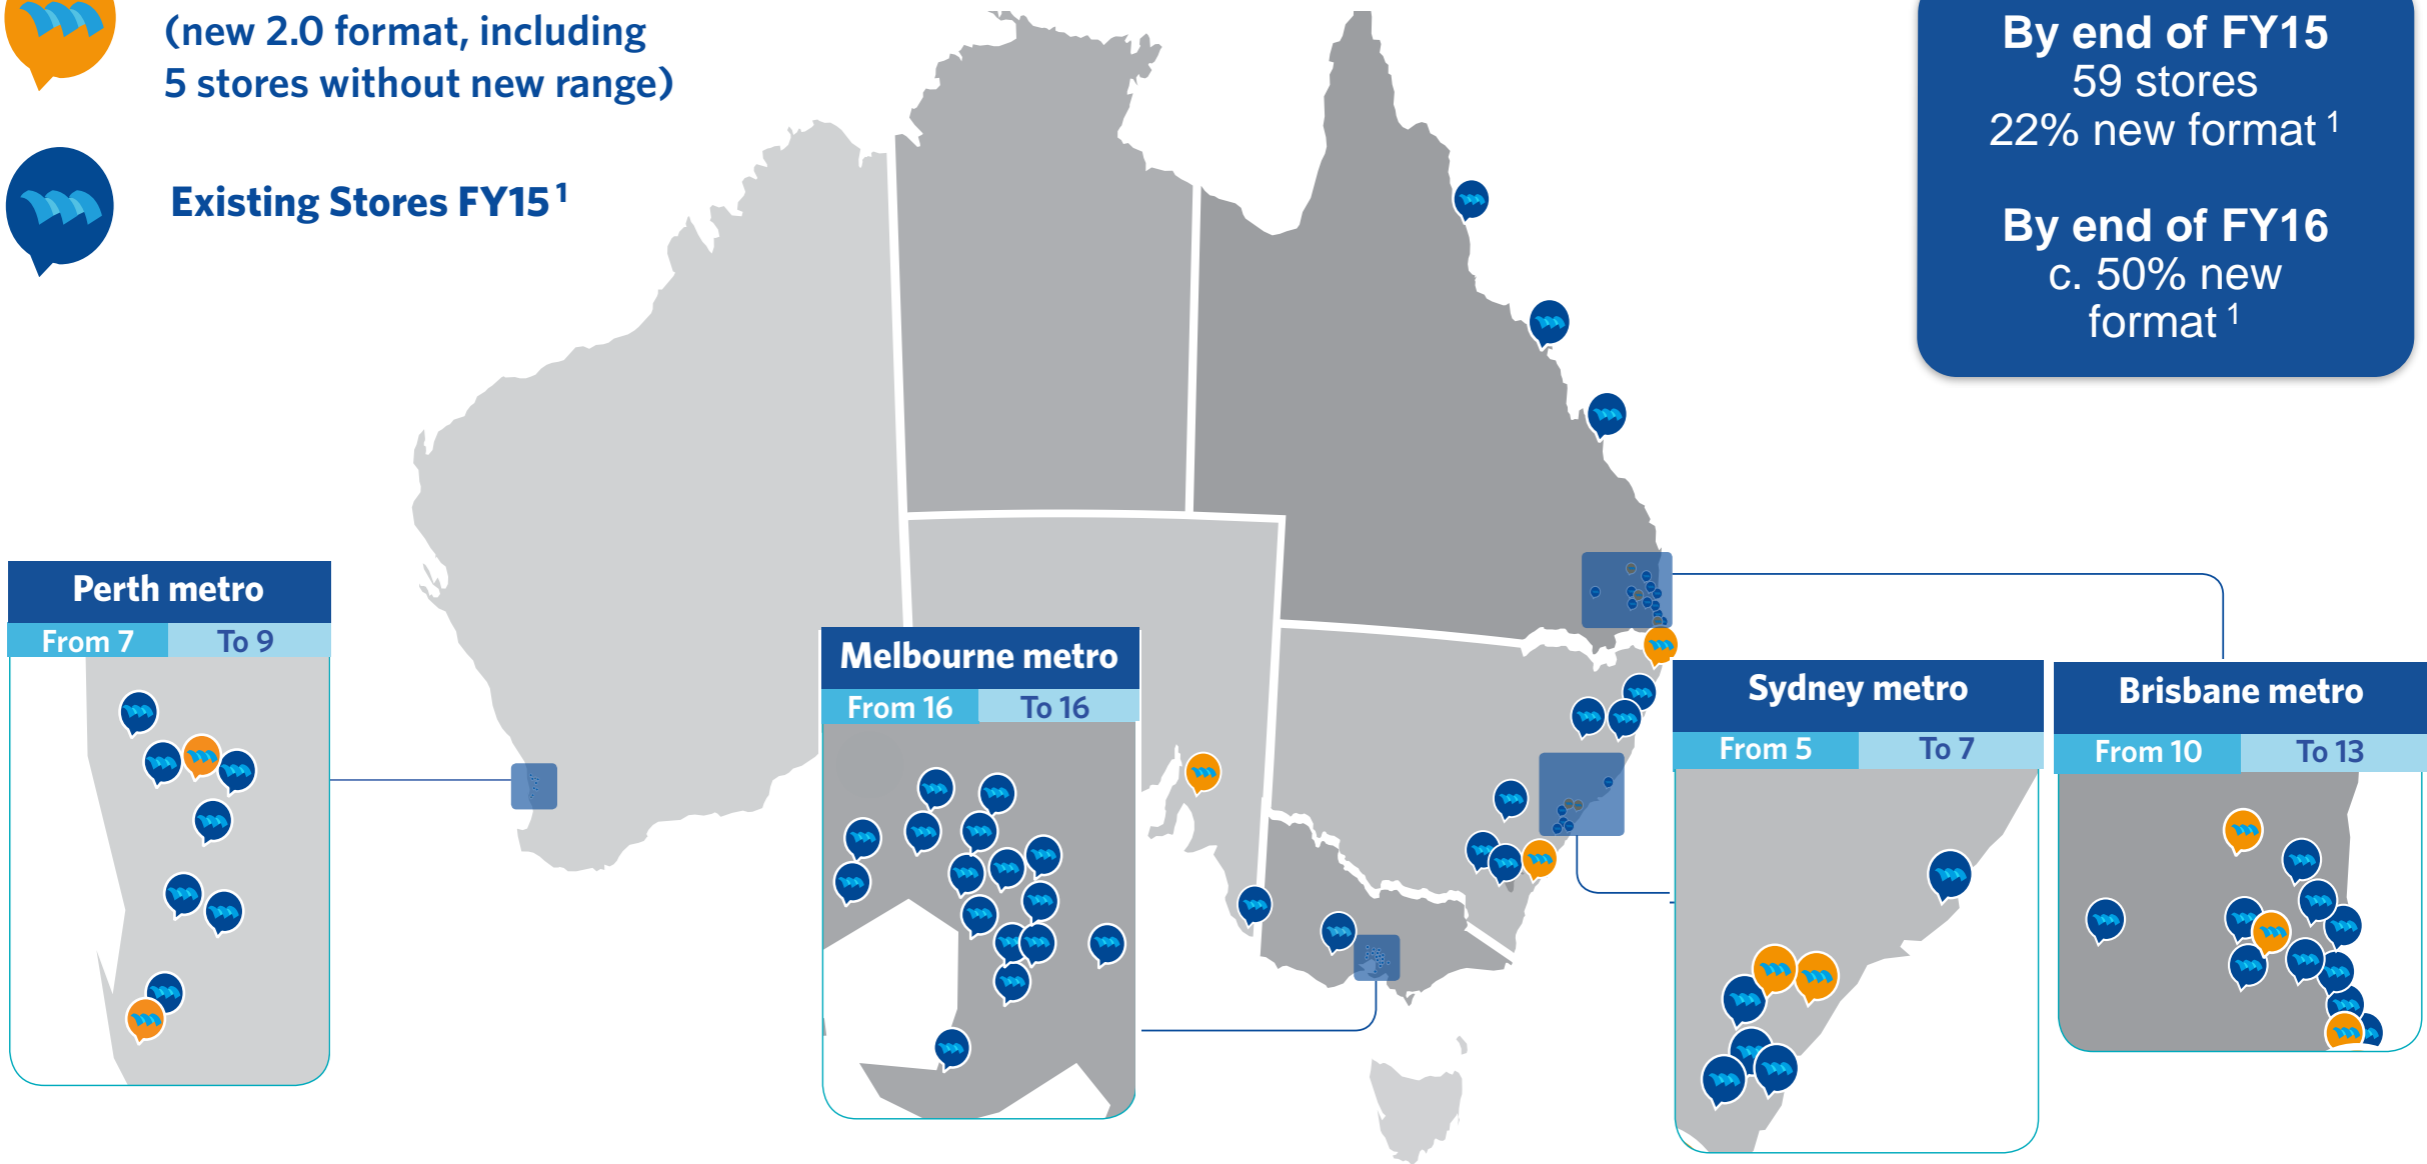 (new 2.0 format, including
5 stores without new range)
Existing Stores FY15 1
By end of FY15
59 stores
22% new format 1
By end of FY16
c. 50% new
format 1
Perth metro
From 7 To 9
Melbourne metro
From 16 To 16
Sydney metro
From 5 To 7
Brisbane metro
From 10 To 13